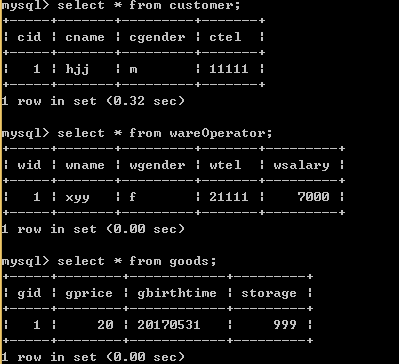 mysql> select * from customer;
+------+-------+---------+-------+
| cid | cname | cgender | ctel |
+------+-------+---------+-------+
| 1 | hjj | m | 11111 |
+------+-------+---------+-------+
1 row in set (0.32 sec)
mysql> select * from wareOperator;
+------+-------+---------+-------+---------+
| wid | wname | wgender | wtel | wsalary |
+------+-------+---------+-------+---------+
| 1 | xyy | f | 21111 | 7000 |
+------+-------+---------+-------+---------+
1 row in set (0.00 sec)
mysql> select * from goods;
+------+--------+------------+---------+
| gid | gprice | gbirthtime | storage |
+------+--------+------------+---------+
| 1 | 20 | 20170531 | 999 |
+------+--------+------------+---------+
1 row in set (0.00 sec)